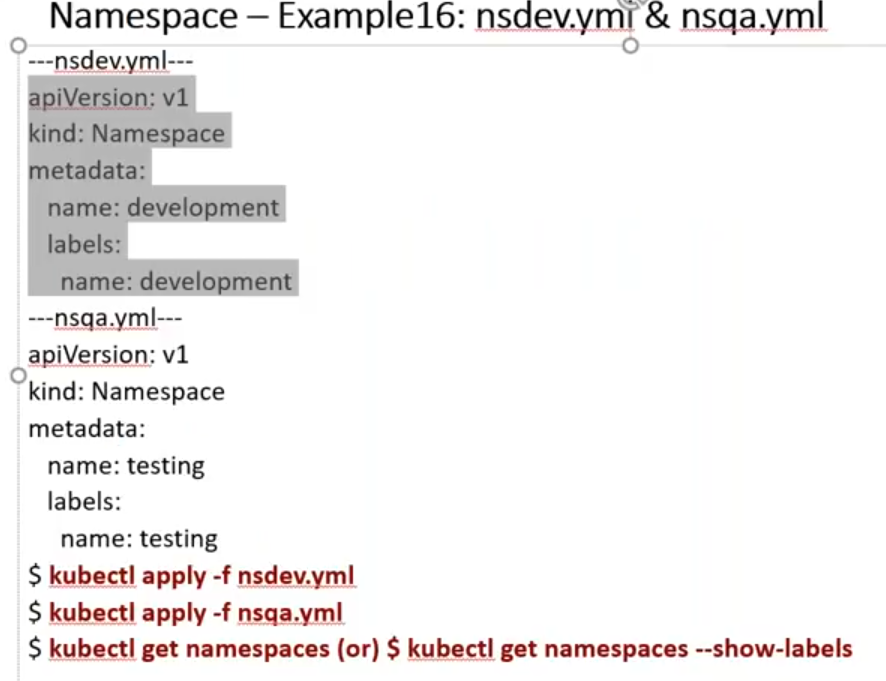 Namespace – Example16: nsdev.yml & nsqa.yml
---nsdev.yml---
apiVersion: v1
kind: Namespace
metadata:
name: development
labels:
name: development
---nsqa.yml---
apiVersion: v1
kind: Namespace
metadata:
name: testing
labels:
name: testing
$ kubectl apply -f nsdev.yml
$ kubectl apply -f nsqa.yml
$ kubectl get namespaces (or) $ kubectl get namespaces --show-labels